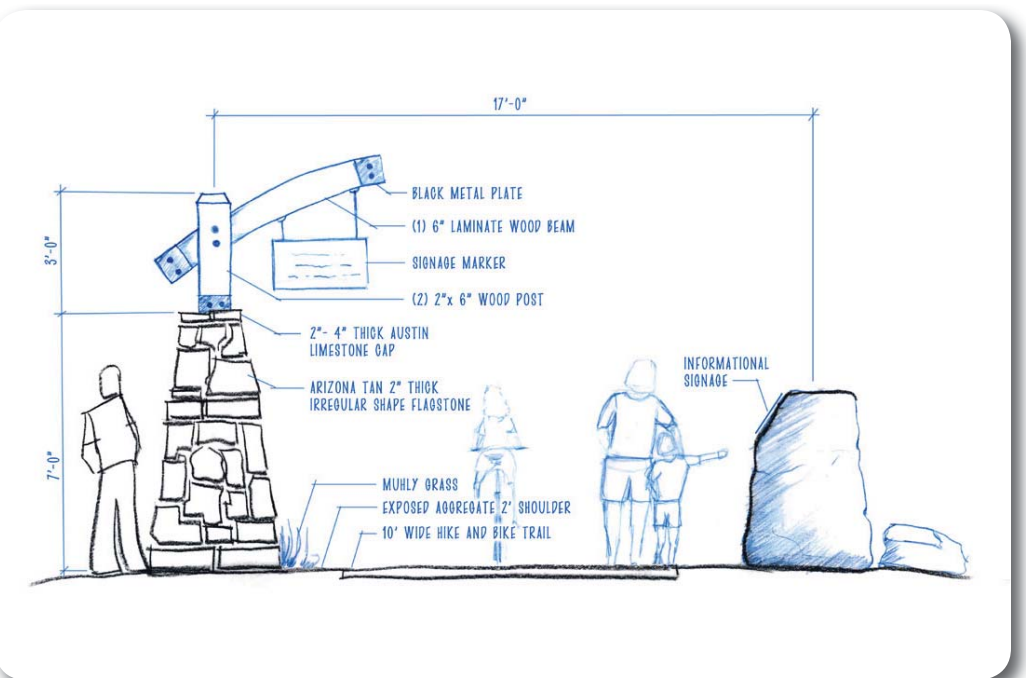 17'-0"
BLACK METAL PLATE
(1) 6" LAMINATE WOOD BEAM
3'-0"
SIGNAGE MARKER
(2) 2"x 6" WOOD POST
2"- 4" THICK AUSTIN
LIMESTONE CAP
INFORMATIONAL
SIGNAGE
ARIZONA TAN 2" THICK
IRREGULAR SHAPE FLAGSTONE
7'-0"
MUHLY GRASS
EXPOSED AGGREGATE 2' SHOULDER
10' WIDE HIKE AND BIKE TRAIL